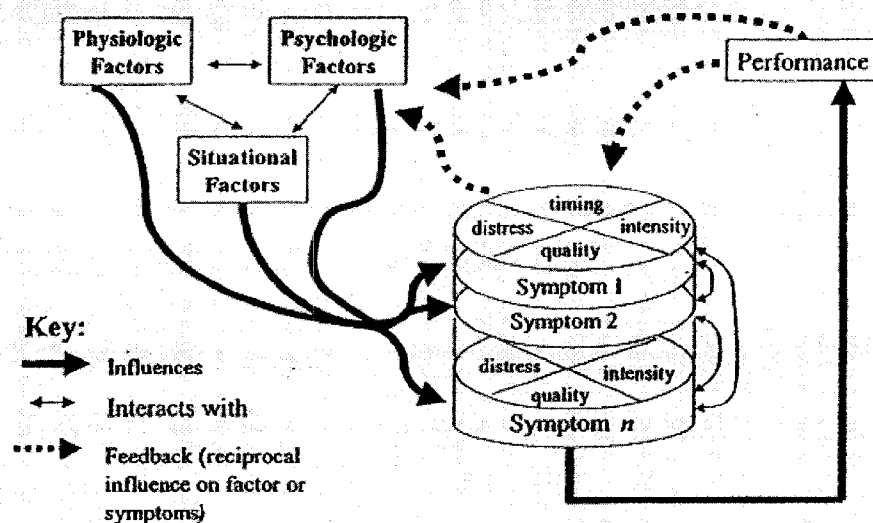 Physiologic
Factors
Psychologic
Factors
Performance
Situational
Factors
timing
distress
intensity
quality
Symptom 1
Symptom 2
distress
intensity
quality
Symptom n
Key:
Influences
Interacts with
Feedback (reciprocal
influence on factor or
symptoms)